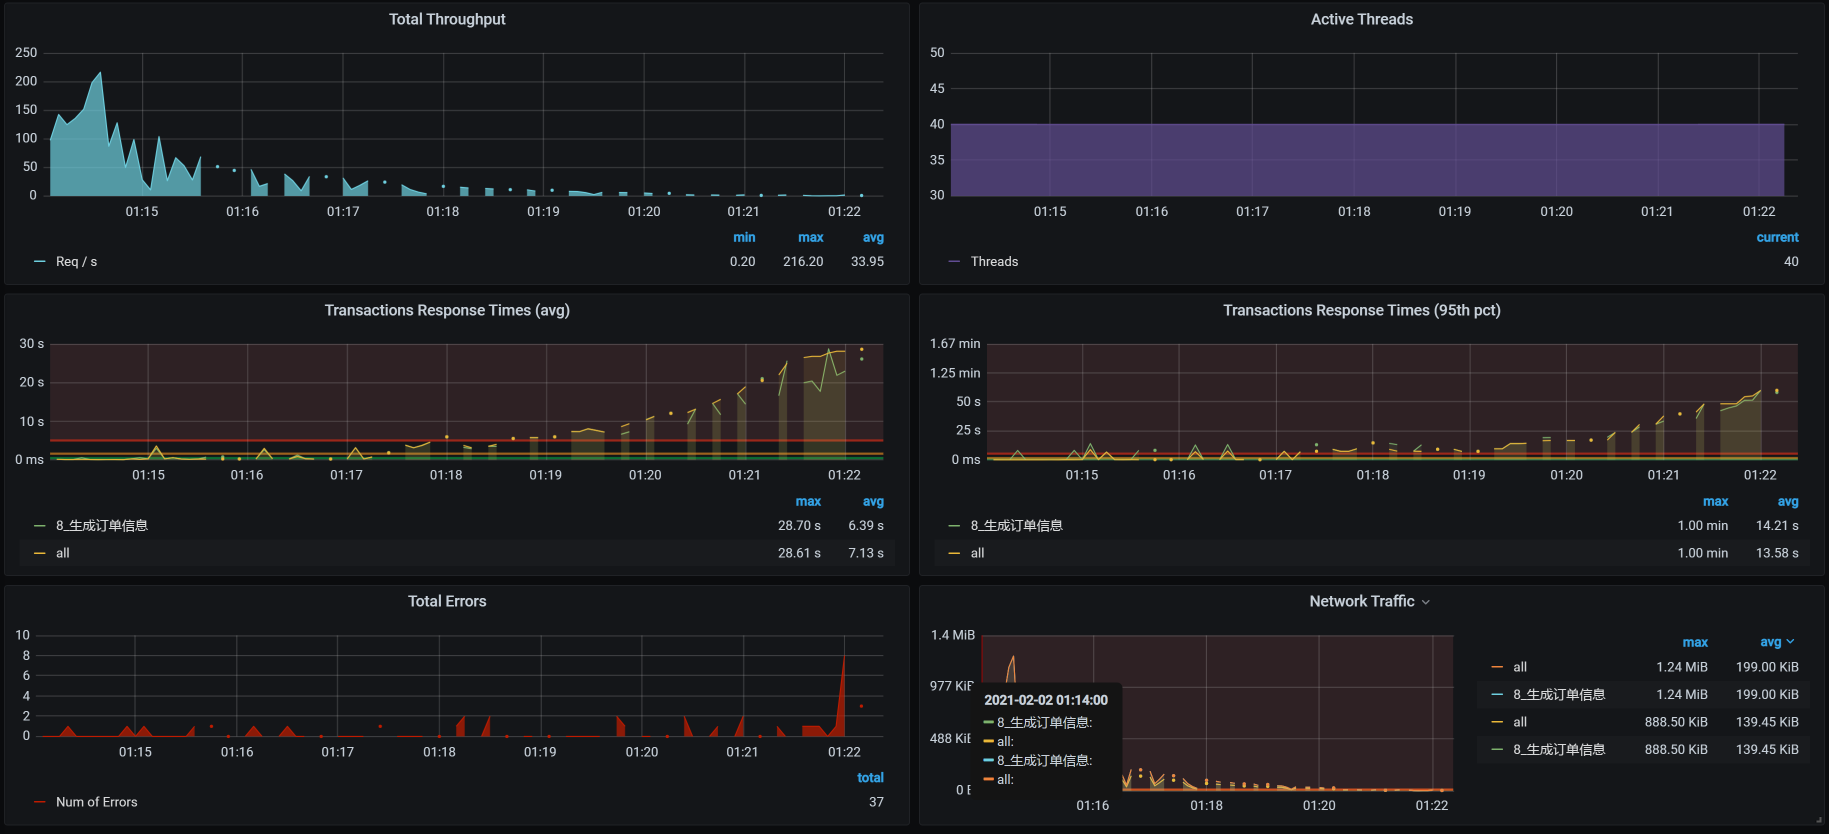 Total Throughput
250
200
150
100
50
0
01:15 01:16 01:17 01:18 01:19 01:20 01:21 01:22
min max avg
Req / s 0.20 216.20 33.95
Active Threads
50
45
40
35
30
01:15 01:16 01:17 01:18 01:19 01:20 01:21 01:22
current
Threads 40
Transactions Response Times (avg)
30 s
20 s
10 s
0 ms
01:15 01:16 01:17 01:18 01:19 01:20 01:21 01:22
max avg
8_生成订单信息 28.70 s 6.39 s
all 28.61 s 7.13 s
Transactions Response Times (95th pct)
1.67 min
1.25 min
50 s
25 s
0 ms
01:15 01:16 01:17 01:18 01:19 01:20 01:21 01:22
max avg
8_生成订单信息 1.00 min 14.21 s
all 1.00 min 13.58 s
Total Errors
10
8
6
4
2
0
01:15 01:16 01:17 01:18 01:19 01:20 01:21 01:22
total
Num of Errors 37
Network Traffic
1.4 MiB
977 KiB
488 KiB
0 B
2021-02-02 01:14:00
8_生成订单信息:
all:
8_生成订单信息:
all:
01:16 01:18 01:20 01:22
max avg
all 1.24 MiB 199.00 KiB
8_生成订单信息 1.24 MiB 199.00 KiB
all 888.50 KiB 139.45 KiB
8_生成订单信息 888.50 KiB 139.45 KiB